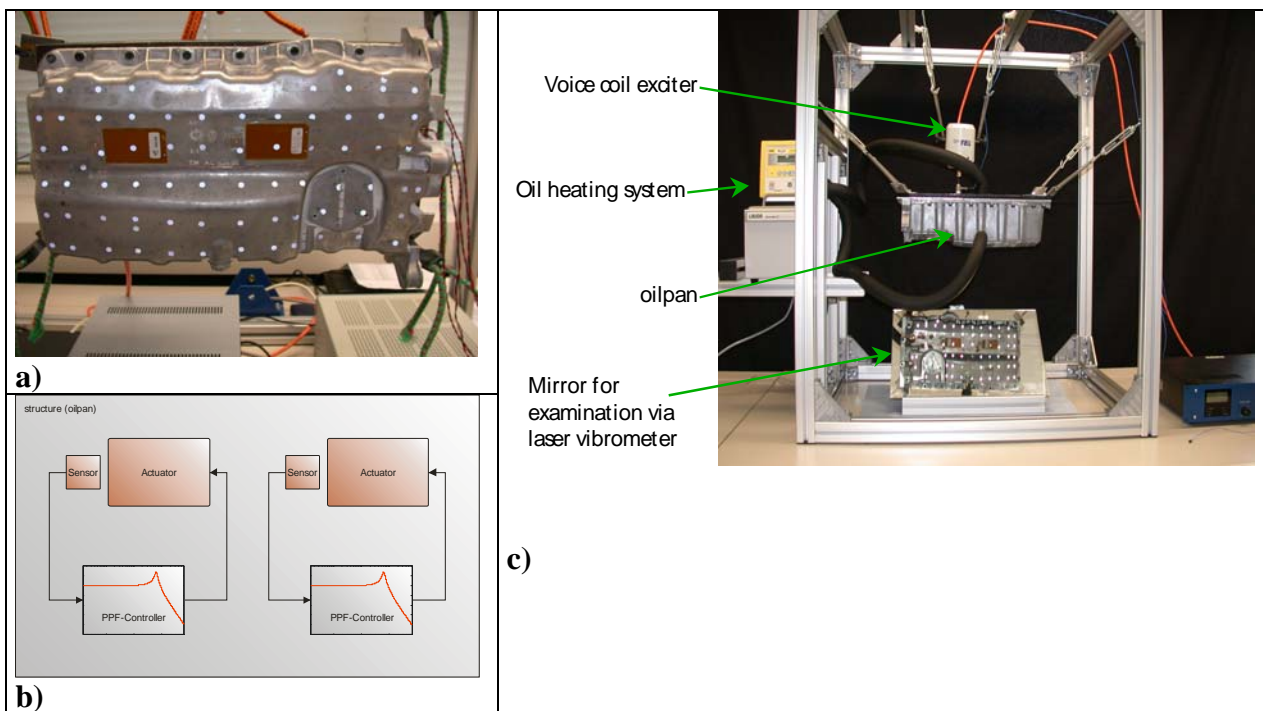 a)
structure (oilpan)
Sensor
Actuator
Sensor
Actuator
PPF-Controller
PPF-Controller
b)
Voice coil exciter
Oil heating system
oilpan
Mirror for
examination via
laser vibrometer
c)